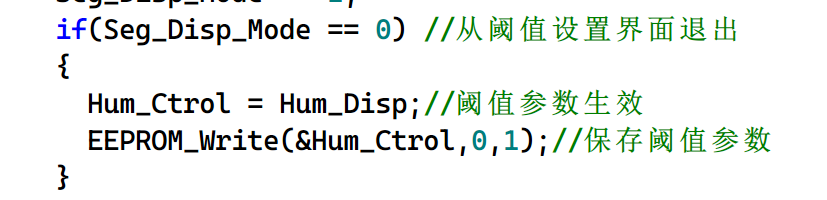 if(Seg_Disp_Mode == 0) //从阈值设置界面退出
{
Hum_Ctrol = Hum_Disp;//阈值参数生效
EEPROM_Write(&Hum_Ctrol,0,1);//保存阈值参数
}